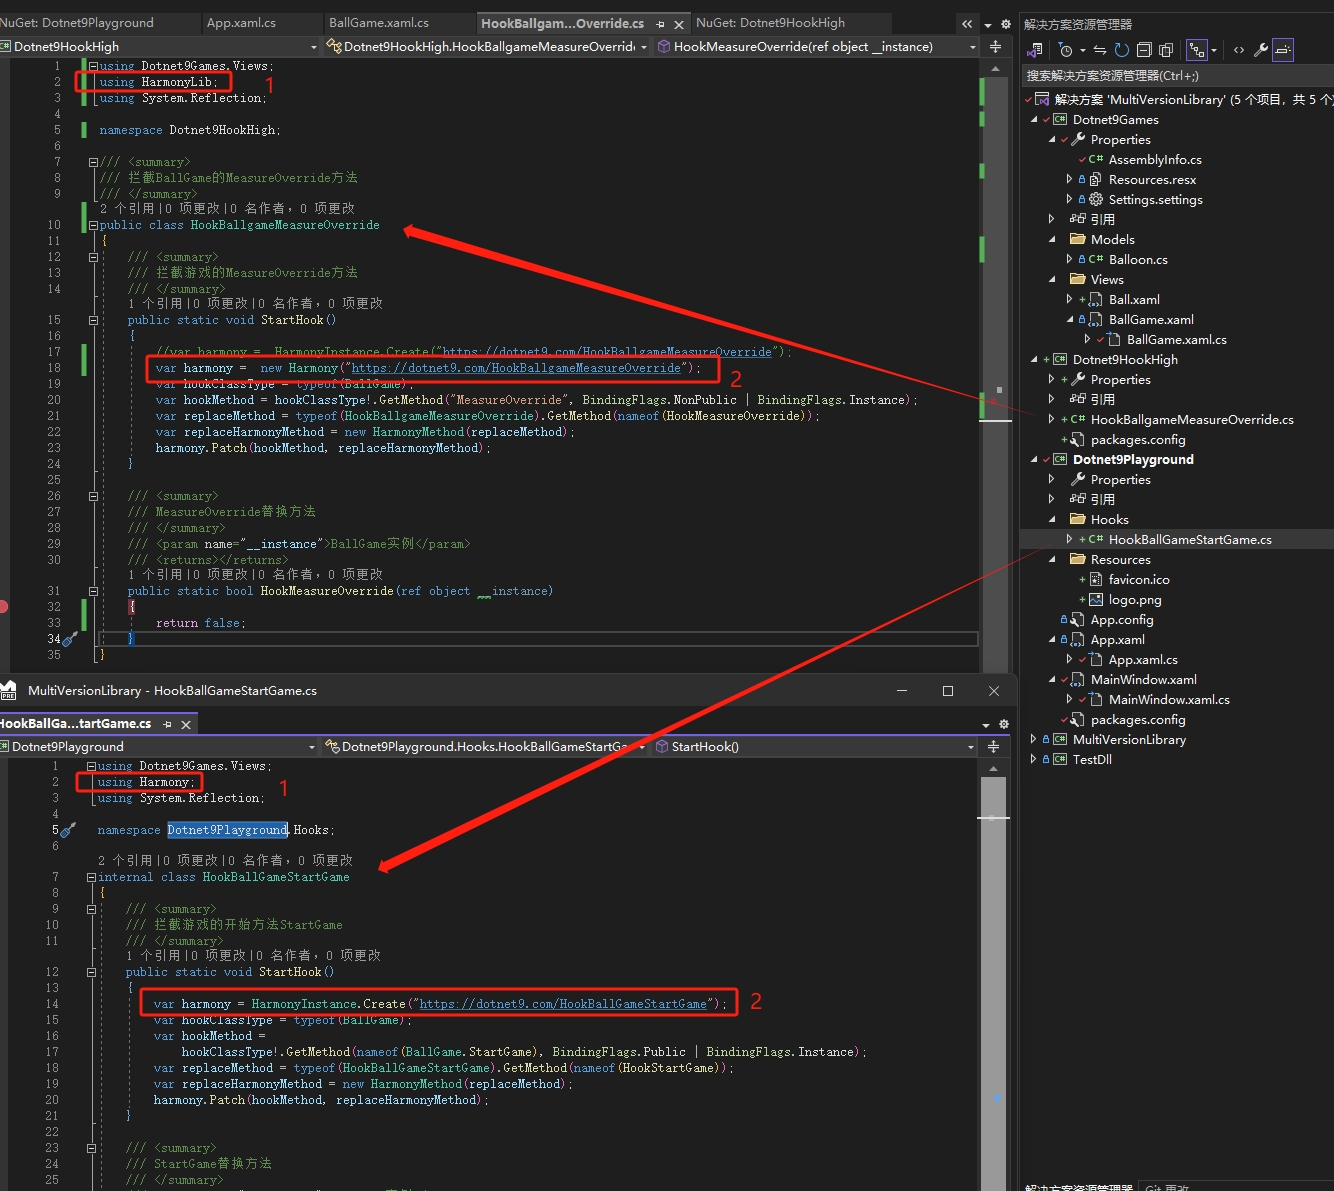 NuGet: Dotnet9Playground App.xaml.cs BallGame.xaml.cs HookBallgam...Override.cs NuGet: Dotnet9HookHigh
Dotnet9HookHigh Dotnet9HookHigh.HookBallgameMeasureOverride HookMeasureOverride(ref object __instance)
1 using Dotnet9Games.Views;
2 using HarmonyLib; 1
3 using System.Reflection;
4
5 namespace Dotnet9HookHigh;
6
7 /// <summary>
8 /// 拦截BallGame的MeasureOverride方法
9 /// </summary>
2 个引用|0 项更改|0 名作者，0 项更改
10 public class HookBallgameMeasureOverride
11 {
12 /// <summary>
13 /// 拦截游戏的MeasureOverride方法
14 /// </summary>
1 个引用|0 项更改|0 名作者，0 项更改
15 public static void StartHook()
16 {
17 //var harmony = HarmonyInstance.Create("https://dotnet9.com/HookBallgameMeasureOverride");
18 var harmony = new Harmony("https://dotnet9.com/HookBallgameMeasureOverride"); 2
19 var hookClassType = typeof(BallGame);
20 var hookMethod = hookClassType!.GetMethod("MeasureOverride", BindingFlags.NonPublic | BindingFlags.Instance);
21 var replaceMethod = typeof(HookBallgameMeasureOverride).GetMethod(nameof(HookMeasureOverride));
22 var replaceHarmonyMethod = new HarmonyMethod(replaceMethod);
23 harmony.Patch(hookMethod, replaceHarmonyMethod);
24 }
25
26 /// <summary>
27 /// MeasureOverride替换方法
28 /// </summary>
29 /// <param name="__instance">BallGame实例</param>
30 /// <returns></returns>
1 个引用|0 项更改|0 名作者，0 项更改
31 public static bool HookMeasureOverride(ref object __instance)
32 {
33 return false;
34 }
35 }
MultiVersionLibrary - HookBallGameStartGame.cs
HookBallGa...tartGame.cs
Dotnet9Playground Dotnet9Playground.Hooks.HookBallGameStartGa StartHook()
1 using Dotnet9Games.Views;
2 using Harmony; 1
3 using System.Reflection;
4
5 namespace Dotnet9Playground.Hooks;
6
2 个引用|0 项更改|0 名作者，0 项更改
7 internal class HookBallGameStartGame
8 {
9 /// <summary>
10 /// 拦截游戏的开始方法StartGame
11 /// </summary>
1 个引用|0 项更改|0 名作者，0 项更改
12 public static void StartHook()
13 {
14 var harmony = HarmonyInstance.Create("https://dotnet9.com/HookBallGameStartGame"); 2
15 var hookClassType = typeof(BallGame);
16 var hookMethod =
17 hookClassType!.GetMethod(nameof(BallGame.StartGame), BindingFlags.Public | BindingFlags.Instance);
18 var replaceMethod = typeof(HookBallGameStartGame).GetMethod(nameof(HookStartGame));
19 var replaceHarmonyMethod = new HarmonyMethod(replaceMethod);
20 harmony.Patch(hookMethod, replaceHarmonyMethod);
21 }
22
23 /// <summary>
24 /// StartGame替换方法
25 /// </summary>
解决方案资源管理器
搜索解决方案资源管理器(Ctrl+;)
解决方案 'MultiVersionLibrary' (5 个项目，共 5 个)
Dotnet9Games
Properties
AssemblyInfo.cs
Resources.resx
Settings.settings
引用
Models
Balloon.cs
Views
Ball.xaml
BallGame.xaml
BallGame.xaml.cs
Dotnet9HookHigh
Properties
引用
HookBallgameMeasureOverride.cs
packages.config
Dotnet9Playground
Properties
引用
Hooks
HookBallGameStartGame.cs
Resources
favicon.ico
logo.png
App.config
App.xaml
App.xaml.cs
MainWindow.xaml
MainWindow.xaml.cs
packages.config
MultiVersionLibrary
TestDll
解决方案资源管理器 Git 更改